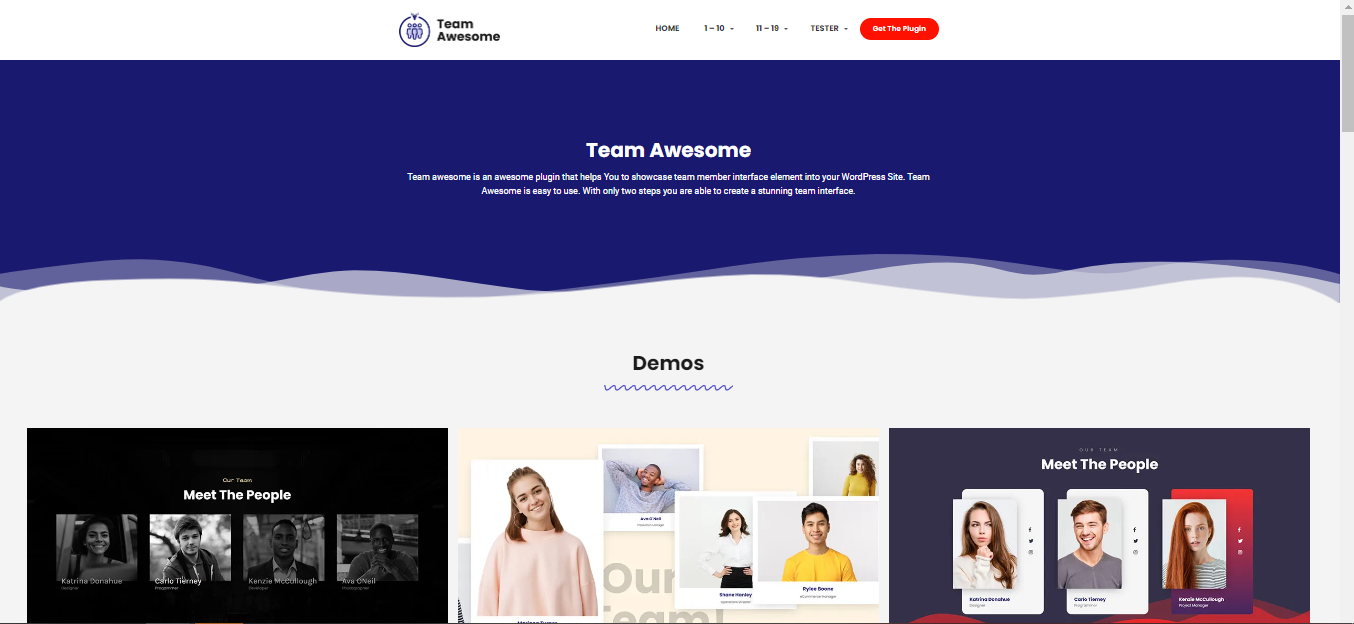 Team
Awesome
HOME
1 – 10
11 – 19
TESTER
Get The Plugin
Team Awesome
Team awesome is an awesome plugin that helps You to showcase team member interface element into your WordPress Site. Team
Awesome is easy to use. With only two steps you are able to create a stunning team interface.
Demos
Our Team
Meet The People
Katrina Donahue
Designer
Carlo Tierney
Programmer
Kenzie McCullough
Developer
Ava ONeil
Photographer
Ava O'Neil
Shane Hanley
Rylee Boone
eCommerce Manager
Our
Team!
OUR TEAM
Meet The People
Katrina Donahue
Designer
Carlo Tierney
Programmer
Kenzie McCullough
Project Manager